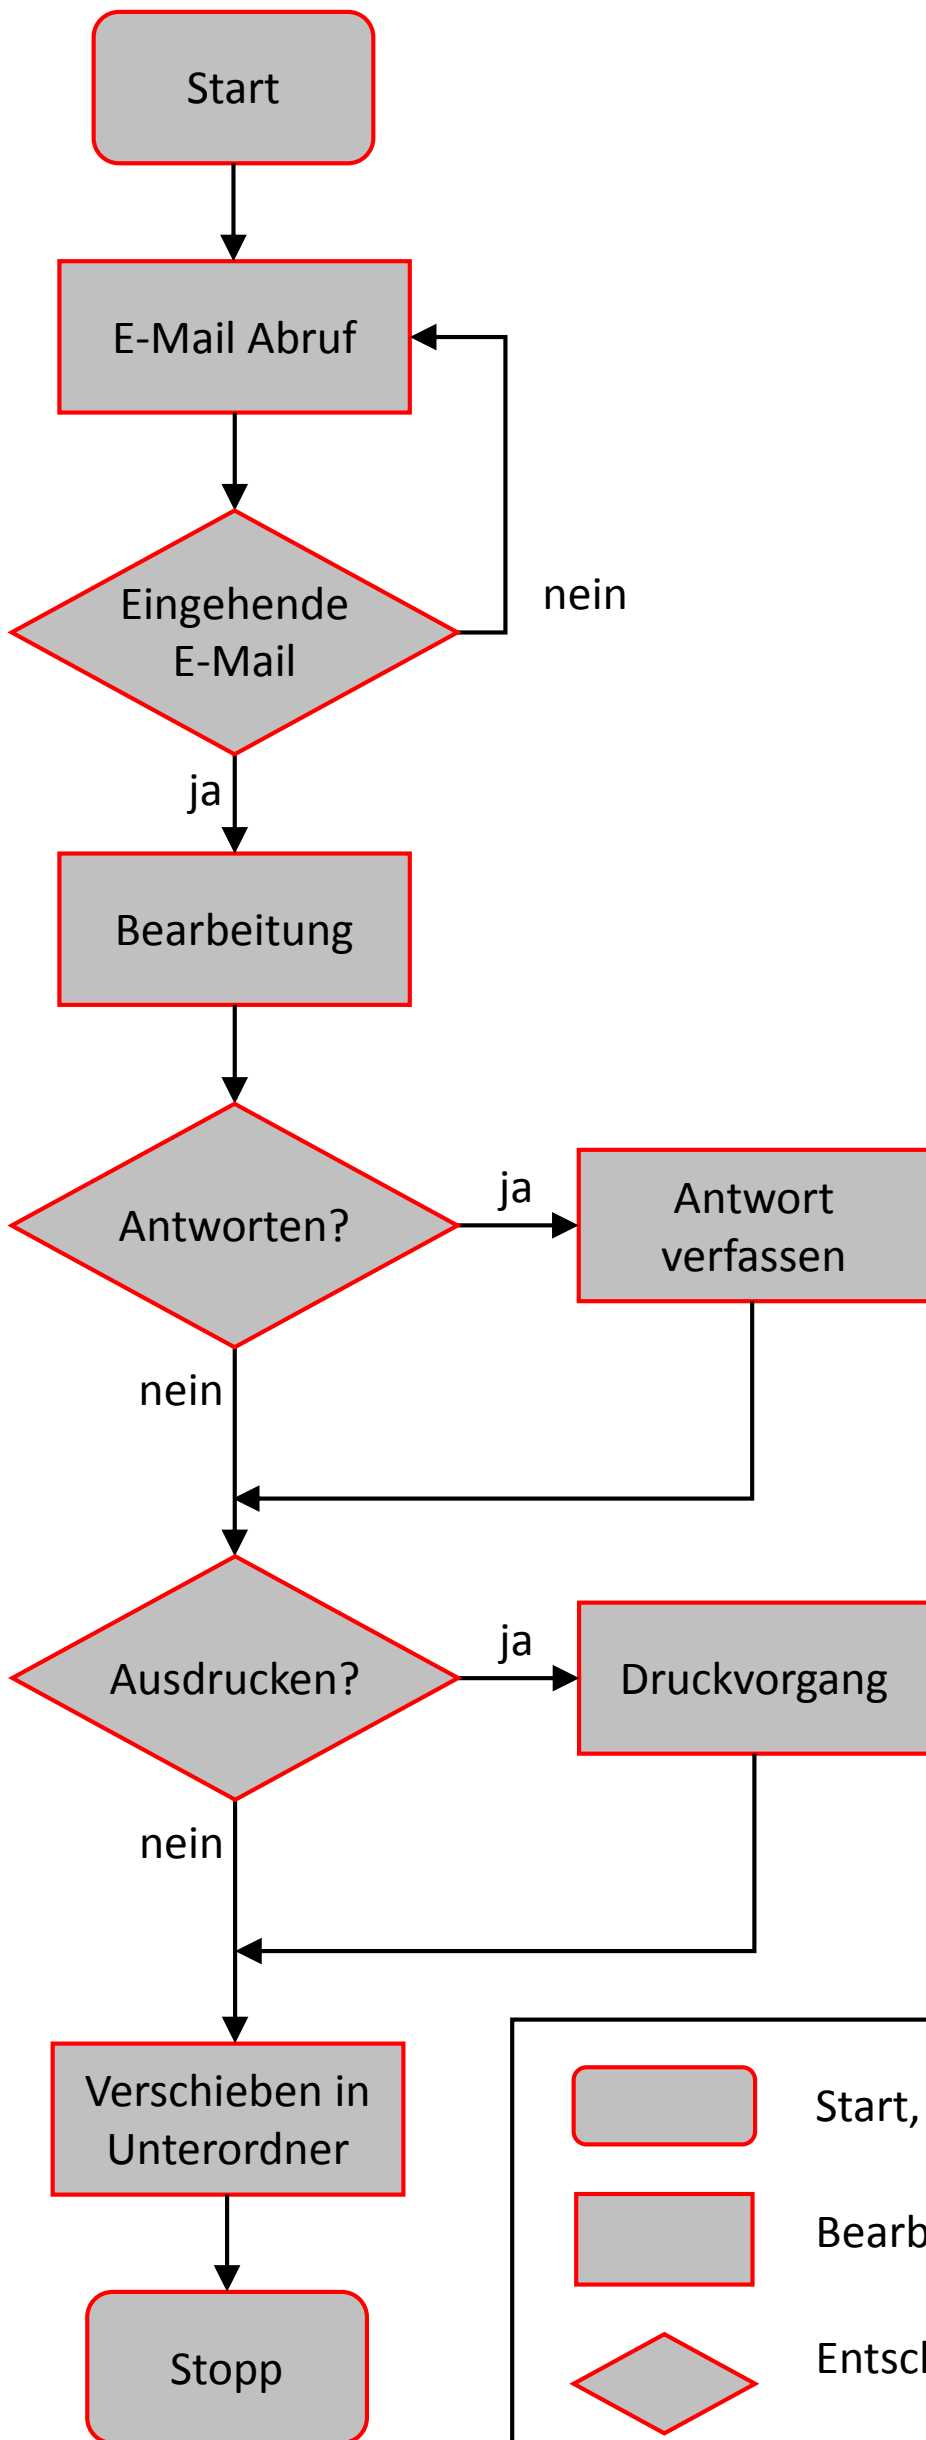 Start
E-Mail Abruf
Eingehende
E-Mail
nein
ja
Bearbeitung
Antworten?
ja
Antwort
verfassen
nein
Ausdrucken?
ja
Druckvorgang
nein
Verschieben in
Unterordner
Stopp
Start,